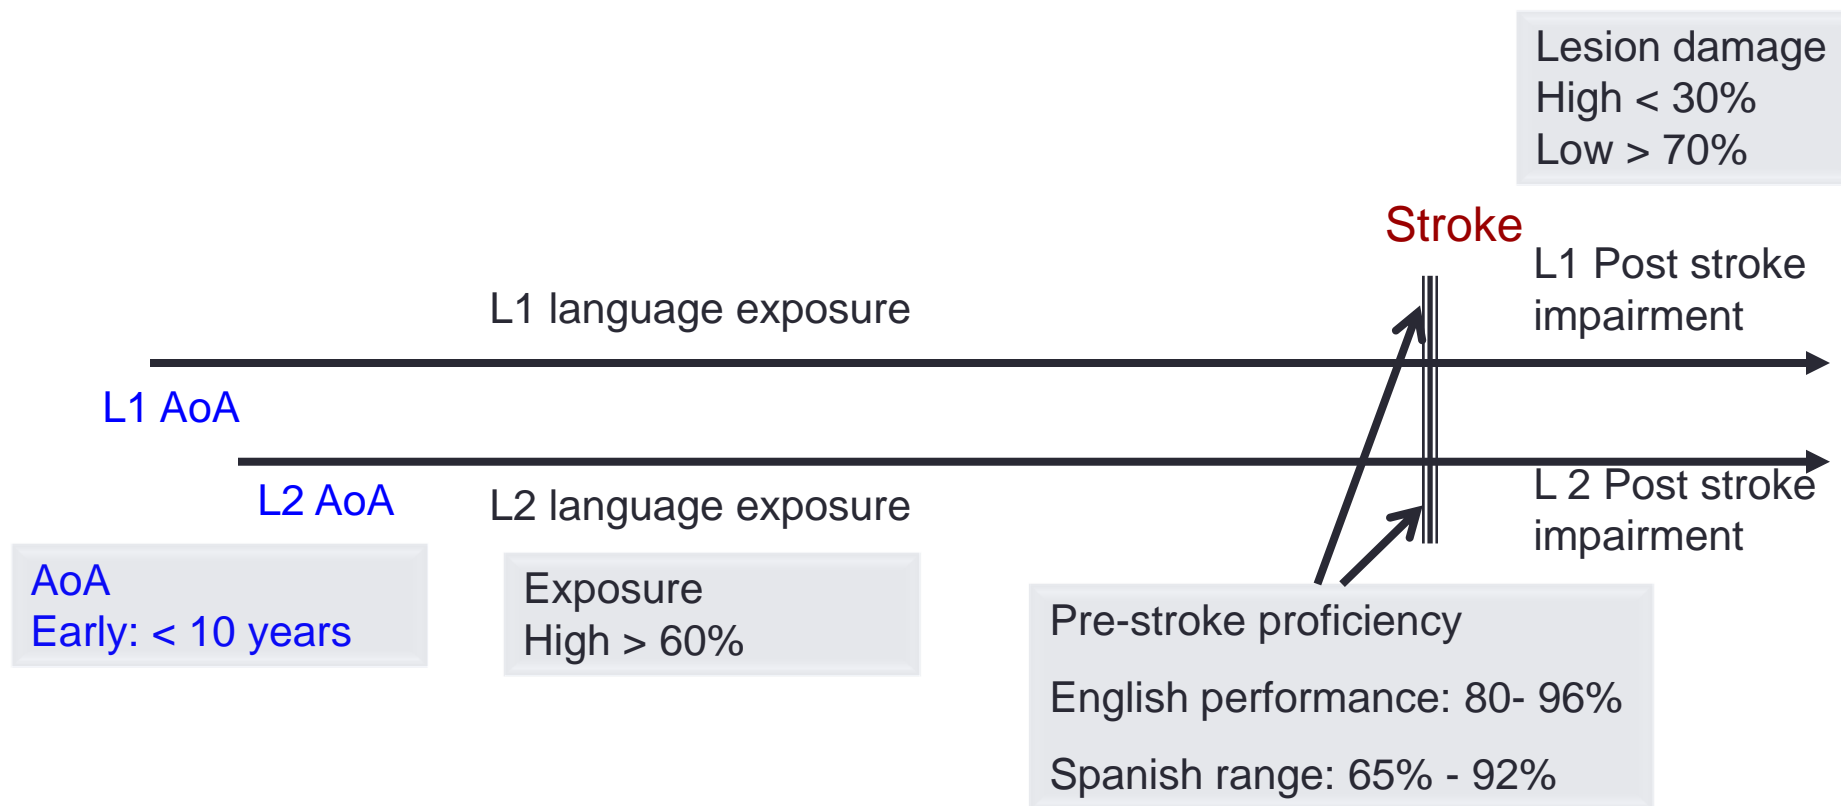 Lesion damage
High < 30%
Low > 70%
Stroke
L1 Post stroke
impairment
L1 language exposure
L1 AoA
L2 AoA
L2 language exposure
L 2 Post stroke
impairment
AoA
Early: < 10 years
Exposure
High > 60%
Pre-stroke proficiency
English performance: 80- 96%
Spanish range: 65% - 92%